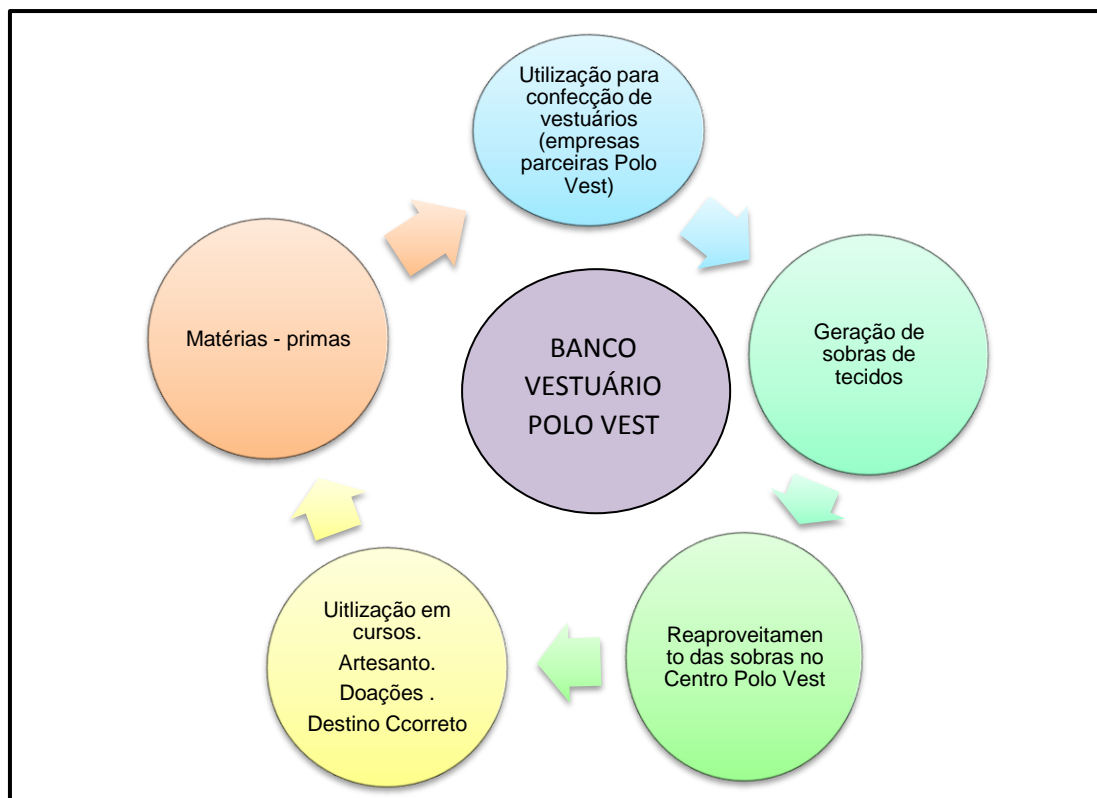 Utilização para
confecção de
vestuários
(empresas
parceiras Polo
Vest)
Matérias - primas
BANCO
VESTUÁRIO
POLO VEST
Geração de
sobras de
tecidos
Uitlização em
cursos.
Artesanto.
Doações .
Destino Ccorreto
Reaproveitamen
to das sobras no
Centro Polo Vest